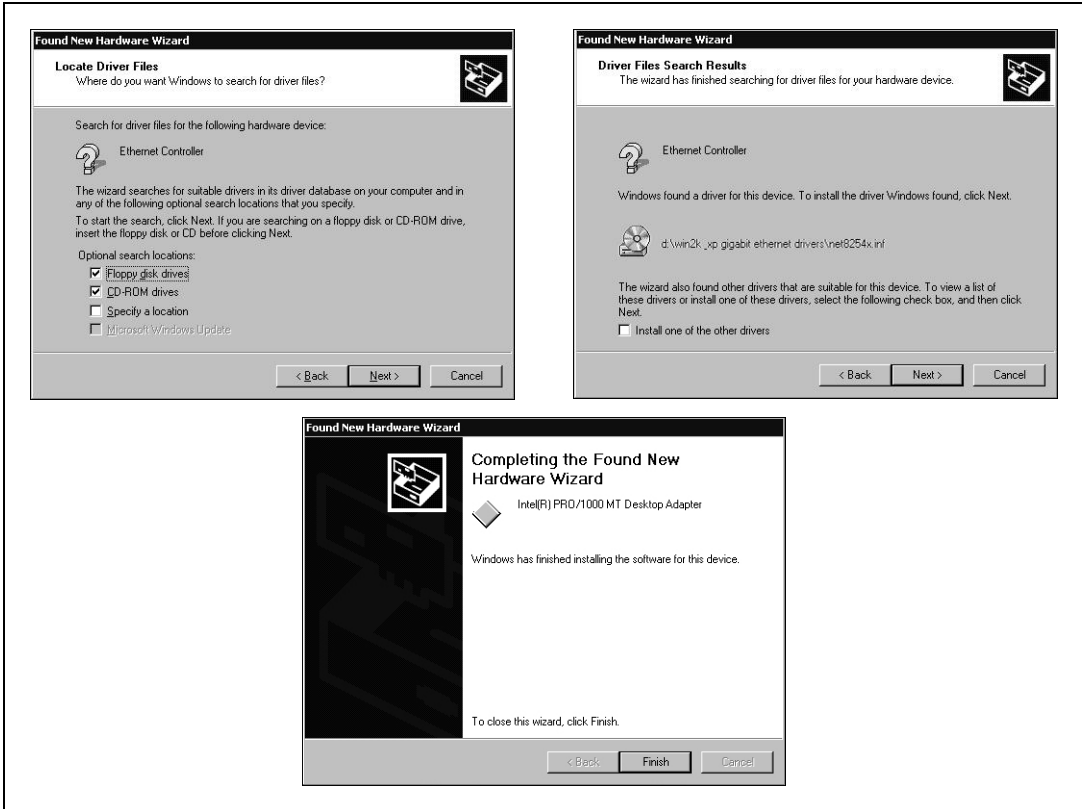 Found New Hardware Wizard
Locate Driver Files
Where do you want Windows to search for driver files?
Search for driver files for the following hardware device:
Ethernet Controller
The wizard searches for suitable drivers in its driver database on your computer and in
any of the following optional search locations that you specify.
To start the search, click Next. If you are searching on a floppy disk or CD-ROM drive,
insert the floppy disk or CD before clicking Next.
Optional search locations:
Floppy disk drives
CD-ROM drives
Specify a location
Microsoft Windows Update
< Back Next > Cancel
Found New Hardware Wizard
Driver Files Search Results
The wizard has finished searching for driver files for your hardware device.
Ethernet Controller
Windows found a driver for this device. To install the driver Windows found, click Next.
d:\win2k_xp gigabit ethernet drivers\net8254x.inf
The wizard also found other drivers that are suitable for this device. To view a list of
these drivers or install one of these drivers, select the following check box, and then click
Next.
Install one of the other drivers
< Back Next > Cancel
Found New Hardware Wizard
Completing the Found New
Hardware Wizard
Intel(R) PRO/1000 MT Desktop Adapter
Windows has finished installing the software for this device.
To close this wizard, click Finish.
< Back Finish Cancel